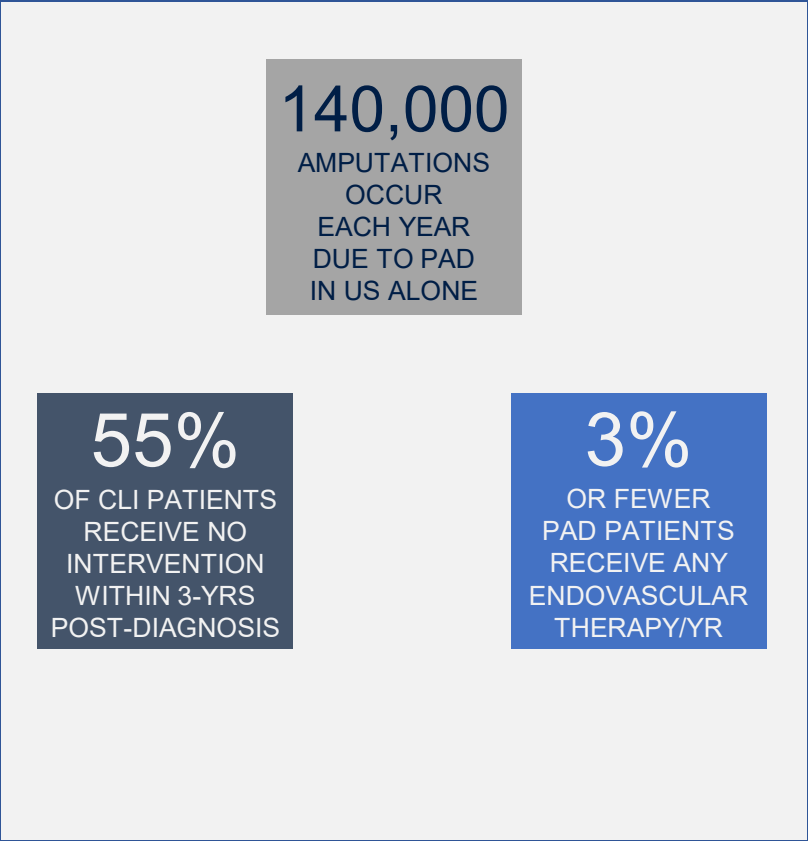 140,000
AMPUTATIONS
OCCUR
EACH YEAR
DUE TO PAD
IN US ALONE
55%
OF CLI PATIENTS
RECEIVE NO
INTERVENTION
WITHIN 3-YRS
POST-DIAGNOSIS
3%
OR FEWER
PAD PATIENTS
RECEIVE ANY
ENDOVASCULAR
THERAPY/YR